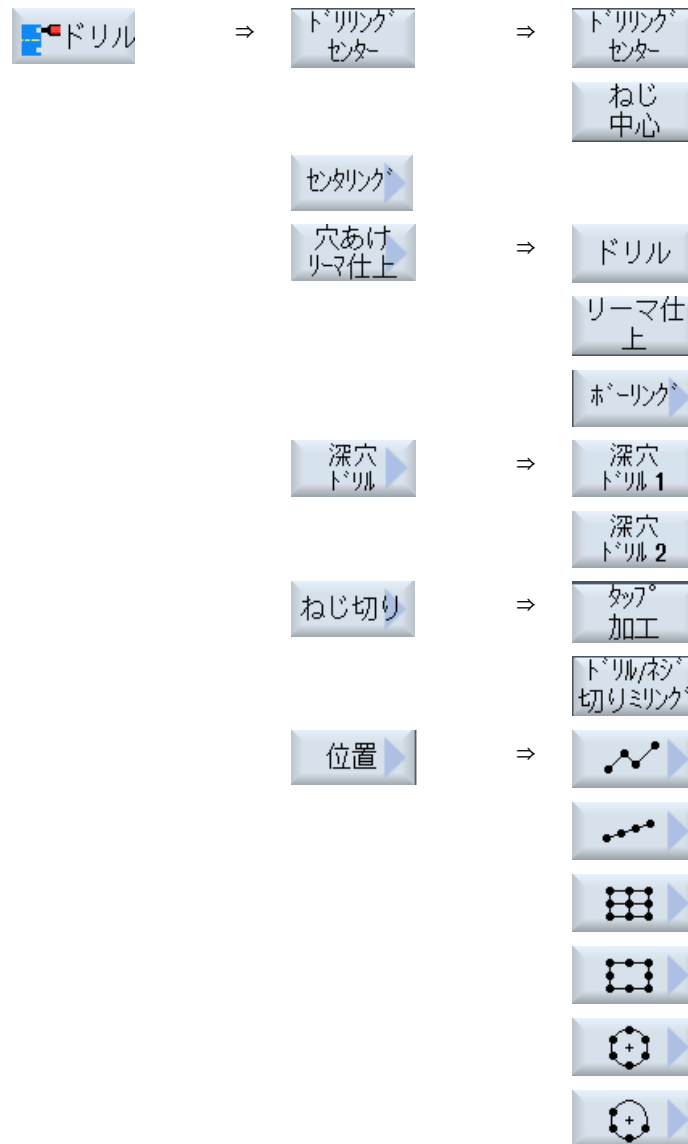 ドリル
⇒
ﾄﾞﾘﾘﾝｸﾞ
ｾﾝﾀｰ
⇒
ﾄﾞﾘﾘﾝｸﾞ
ｾﾝﾀｰ
ねじ
中心
ｾﾝﾀﾘﾝｸﾞ
穴あけ
ﾘｰﾏ仕上
⇒
ドリル
リーマ仕
上
ﾎﾞｰﾘﾝｸﾞ
深穴
ﾄﾞﾘﾙ
⇒
深穴
ﾄﾞﾘﾙ 1
深穴
ﾄﾞﾘﾙ 2
ねじ切り
⇒
ﾀｯﾌﾟ
加工
ﾄﾞﾘﾙ/ﾈｼﾞ
切りﾐﾘﾝｸﾞ
位置
⇒